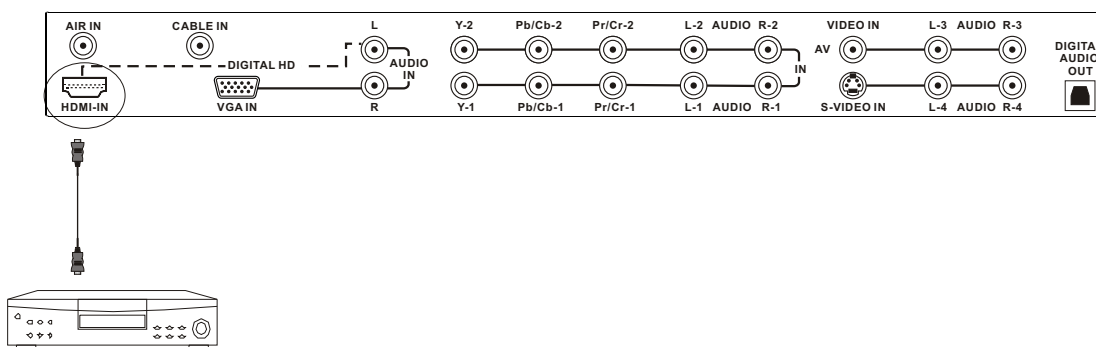 AIR IN
CABLE IN
L
Y-2
Pb/Cb-2
Pr/Cr-2
L-2 AUDIO R-2
VIDEO IN
L-3 AUDIO R-3
DIGITAL HD
AUDIO
IN
IN
AV
HDMI-IN
VGA IN
R
Y-1
Pb/Cb-1
Pr/Cr-1
L-1 AUDIO R-1
S-VIDEO IN
L-4 AUDIO R-4
DIGITA
AUDIO
OUT